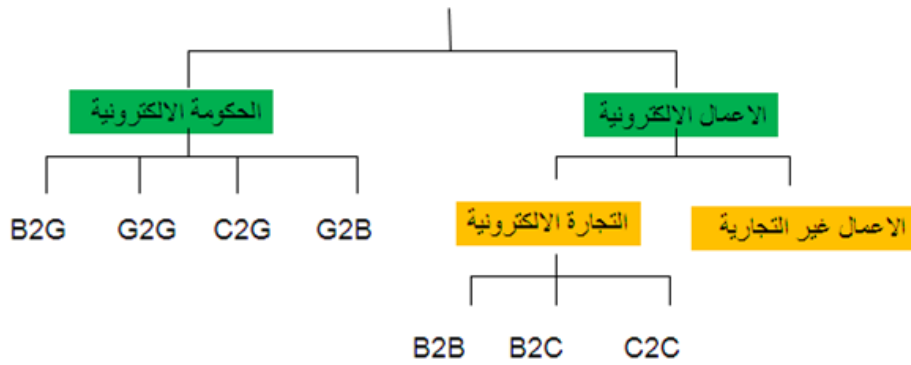 الحكومة الالكترونية
الاعمال الالكترونية
B2G G2G C2G G2B
التجارة الالكترونية
الاعمال غير التجارية
B2B B2C C2C